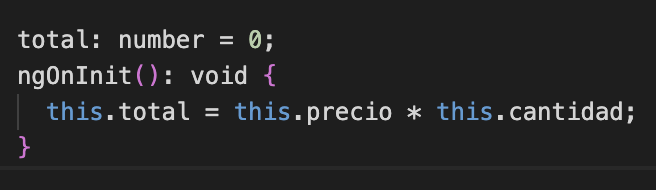 total: number = 0;
ngOnInit(): void {
  this.total = this.precio * this.cantidad;
}